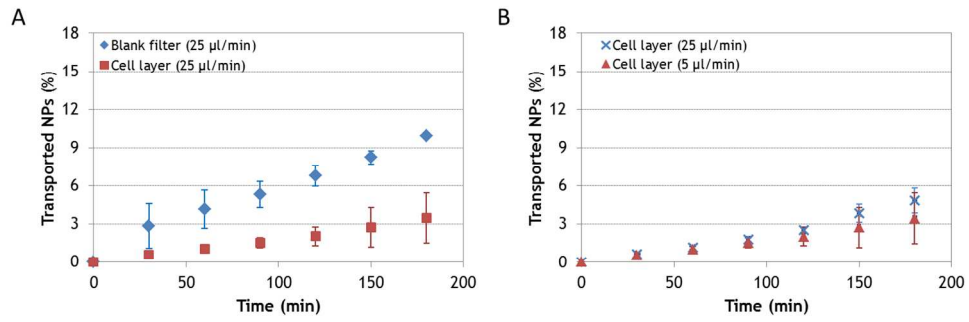 A
Transported NPs (%)
18
15
12
9
6
3
0
Blank filter (25 µl/min)
Cell layer (25 µl/min)
0
50
100
150
200
Time (min)
B
Transported NPs (%)
18
15
12
9
6
3
0
Cell layer (25 µl/min)
Cell layer (5 µl/min)
0
50
100
150
200
Time (min)